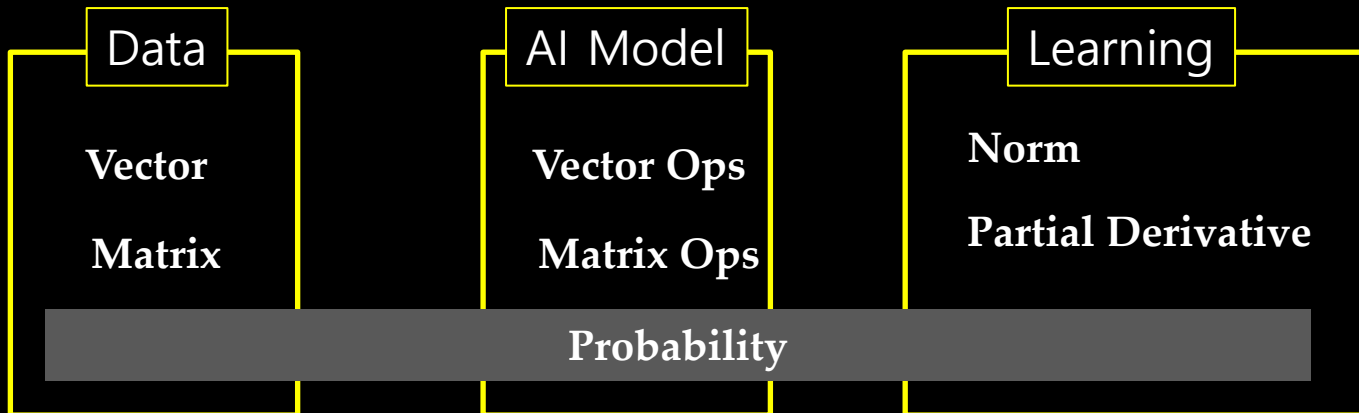 Data
Vector
Matrix
AI Model
Vector Ops
Matrix Ops
Learning
Norm
Partial Derivative
Probability